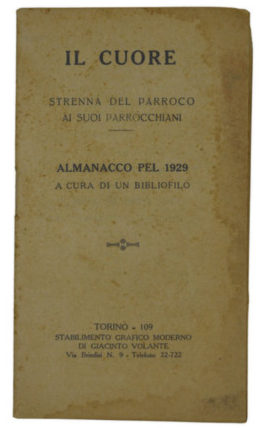 IL CUORE
STRENNA DEL PARROCO
AI SUOI PARROCCHIANI
ALMANACCO PEL 1929
A CURA DI UN BIBLIOFILO
TORINO - 109
STABILIMENTO GRAFICO MODERNO
DI GIACINTO VOLANTE
Via Brindisi N. 9 - Telefono 22-722